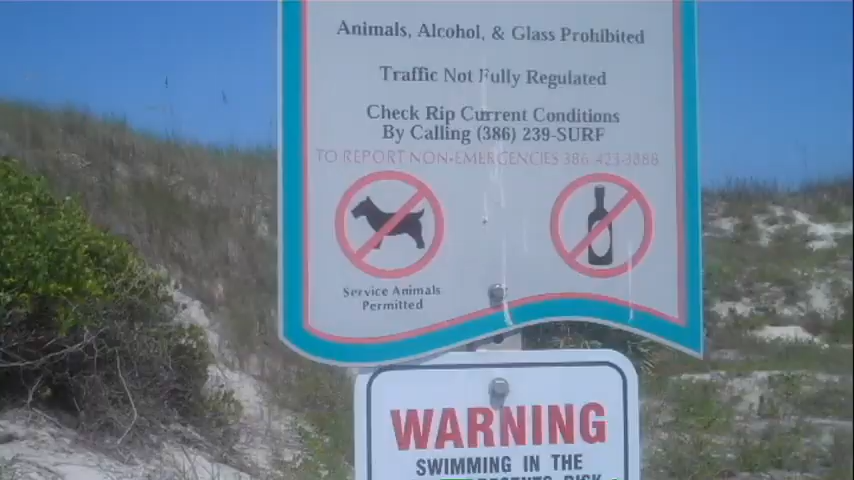 Animals, Alcohol, & Glass Prohibited
Traffic Not Fully Regulated
Check Rip Current Conditions
By Calling (386) 239-SURF
TO REPORT NON-EMERGENCIES 386-423-3888
Service Animals
Permitted
WARNING
SWIMMING IN THE
RISK